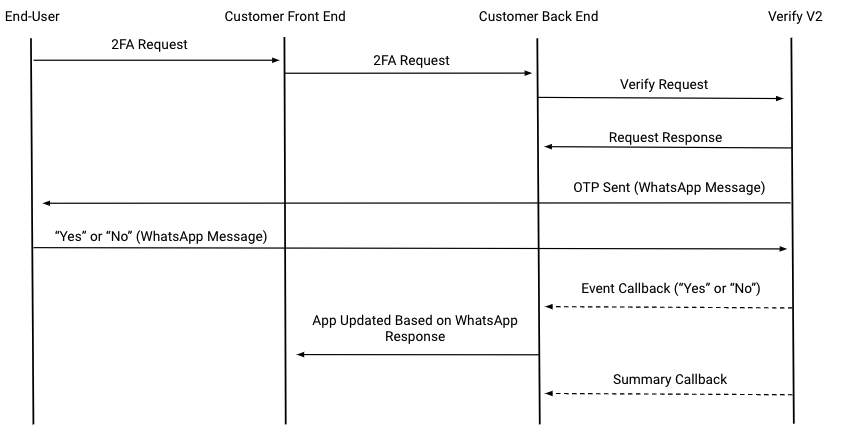 End-User
Customer Front End
Customer Back End
Verify V2
2FA Request
2FA Request
Verify Request
Request Response
OTP Sent (WhatsApp Message)
“Yes” or “No” (WhatsApp Message)
Event Callback (“Yes” or “No”)
App Updated Based on WhatsApp
Response
Summary Callback